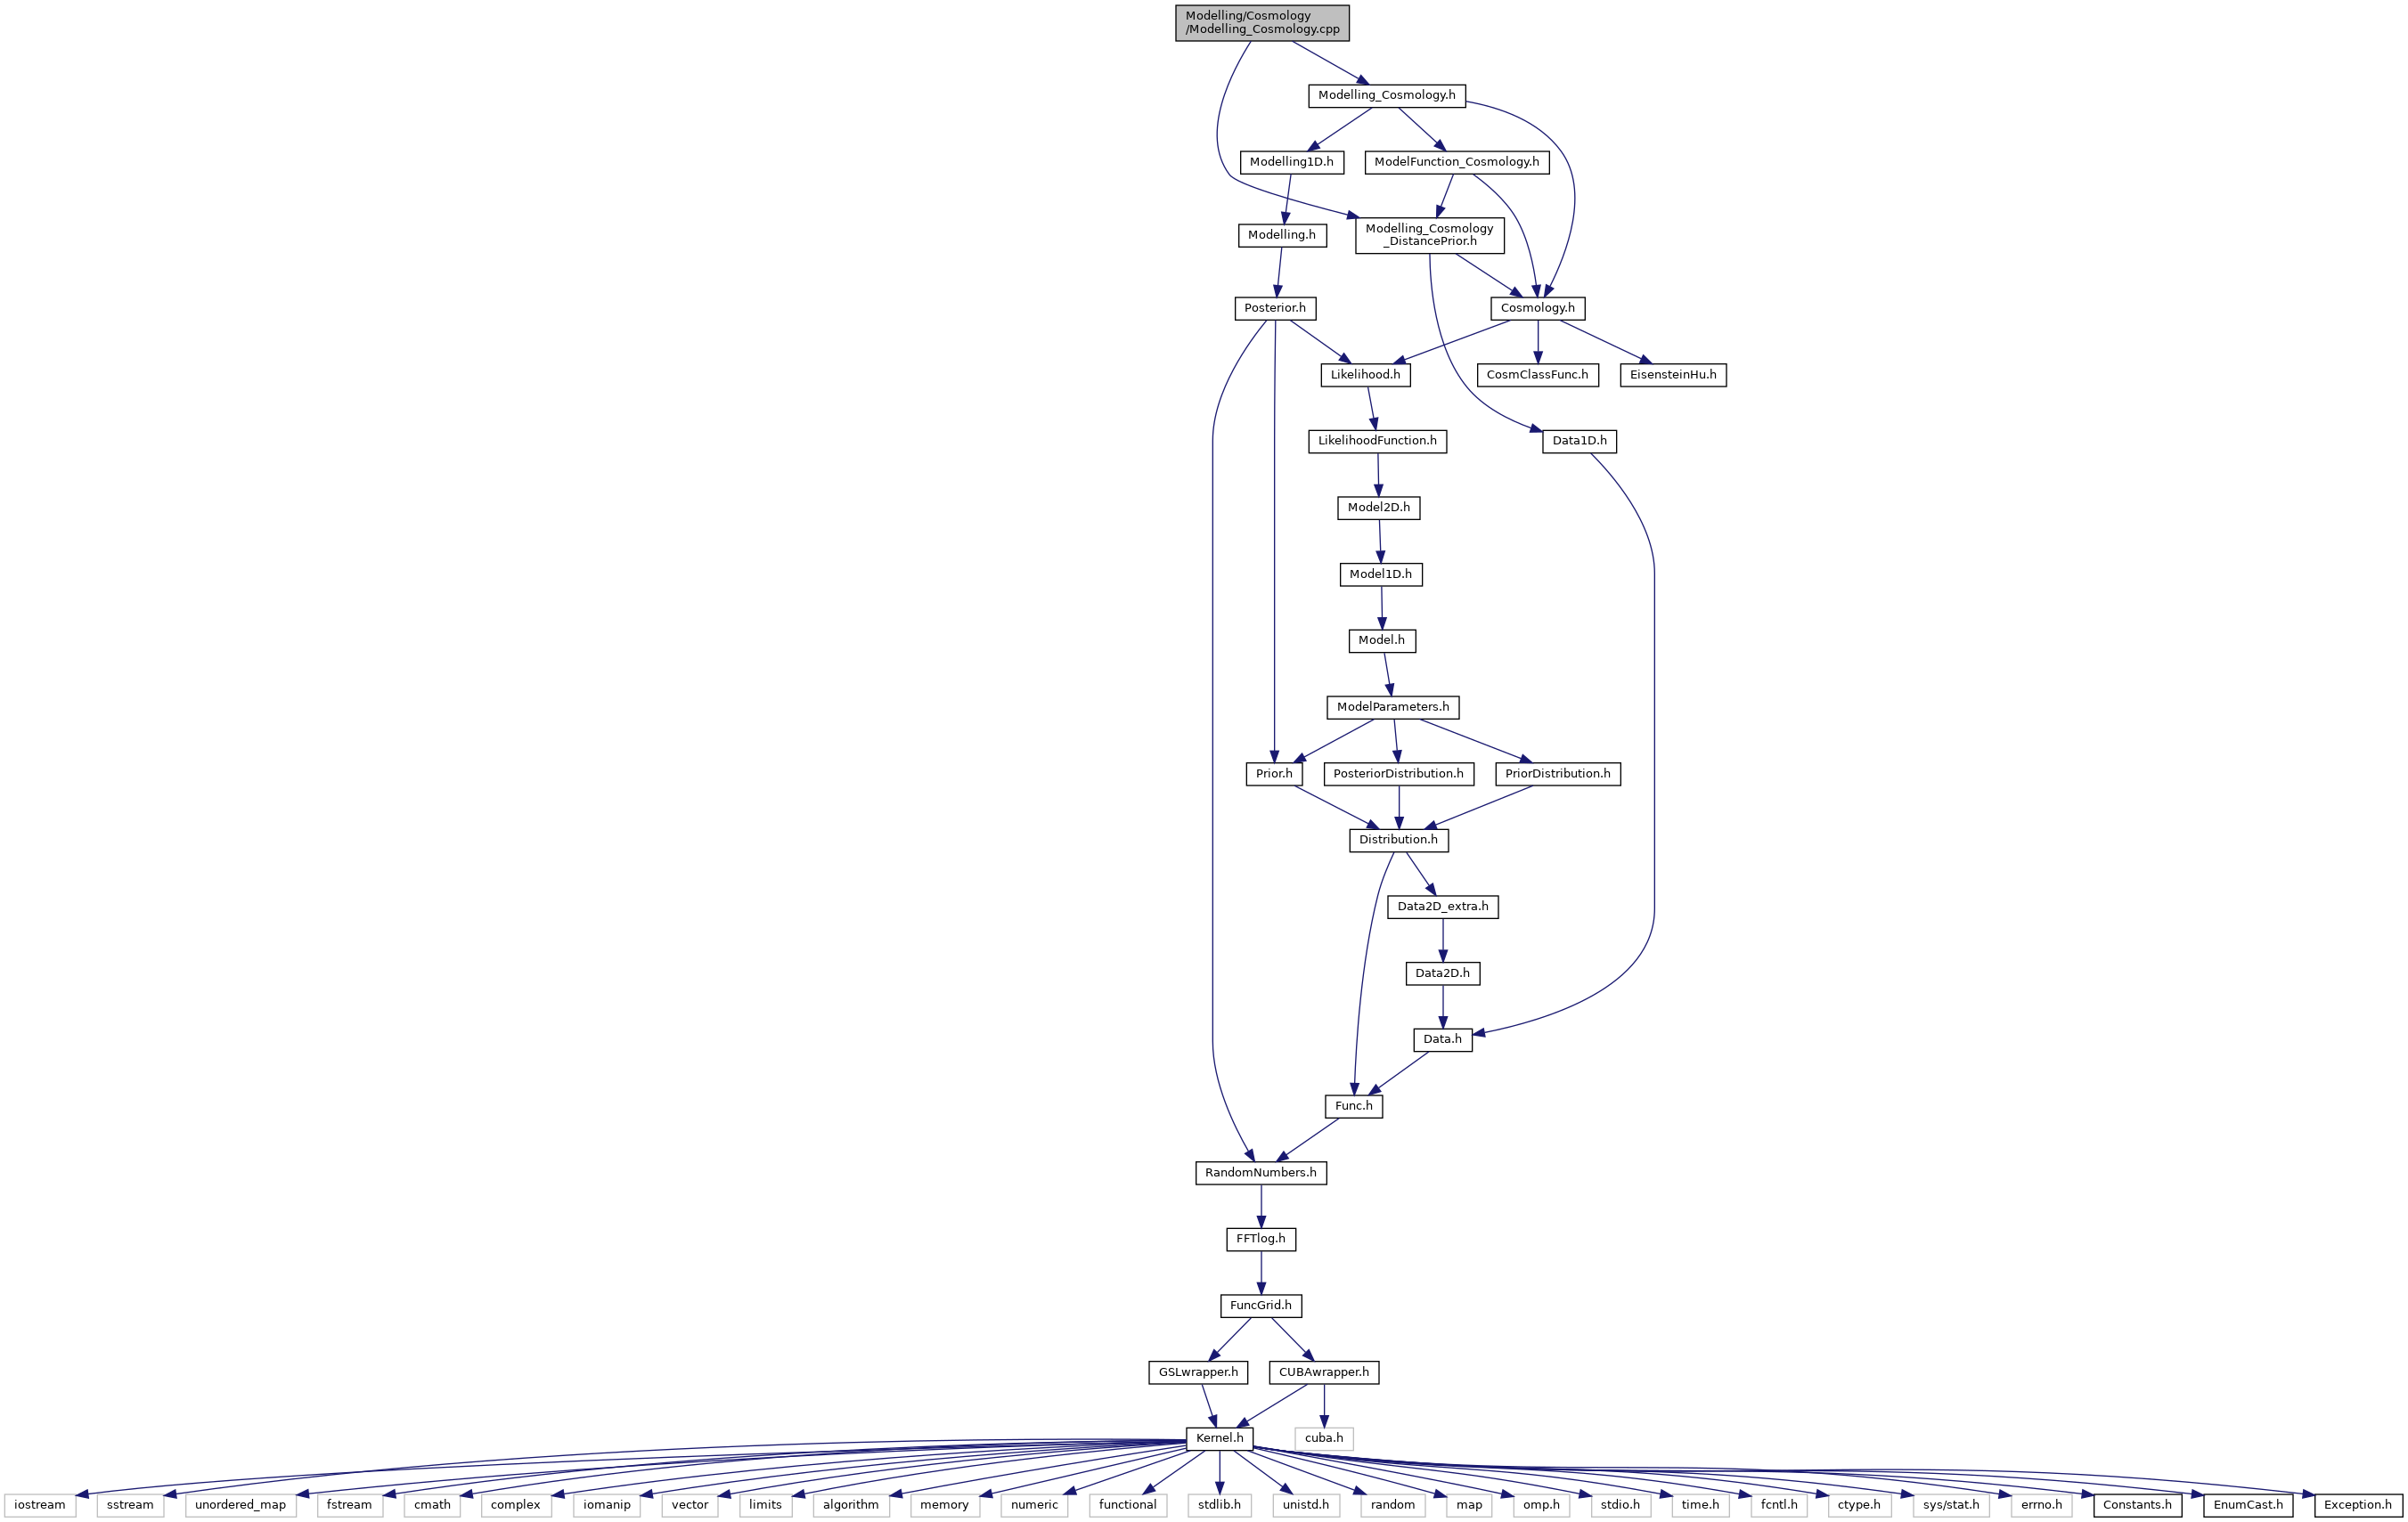 Modelling/Cosmology
/Modelling_Cosmology.cpp
Modelling_Cosmology.h
Modelling1D.h
ModelFunction_Cosmology.h
Modelling.h
Modelling_Cosmology
_DistancePrior.h
Posterior.h
Cosmology.h
Likelihood.h
CosmClassFunc.h
EisensteinHu.h
LikelihoodFunction.h
Data1D.h
Model2D.h
Model1D.h
Model.h
ModelParameters.h
Prior.h
PosteriorDistribution.h
PriorDistribution.h
Distribution.h
Data2D_extra.h
Data2D.h
Data.h
Func.h
RandomNumbers.h
FFTlog.h
FuncGrid.h
GSLwrapper.h
CUBAwrapper.h
Kernel.h
cuba.h
iostream
sstream
unordered_map
fstream
cmath
complex
iomanip
vector
limits
algorithm
memory
numeric
functional
stdlib.h
unistd.h
random
map
omp.h
stdio.h
time.h
fcntl.h
ctype.h
sys/stat.h
errno.h
Constants.h
EnumCast.h
Exception.h